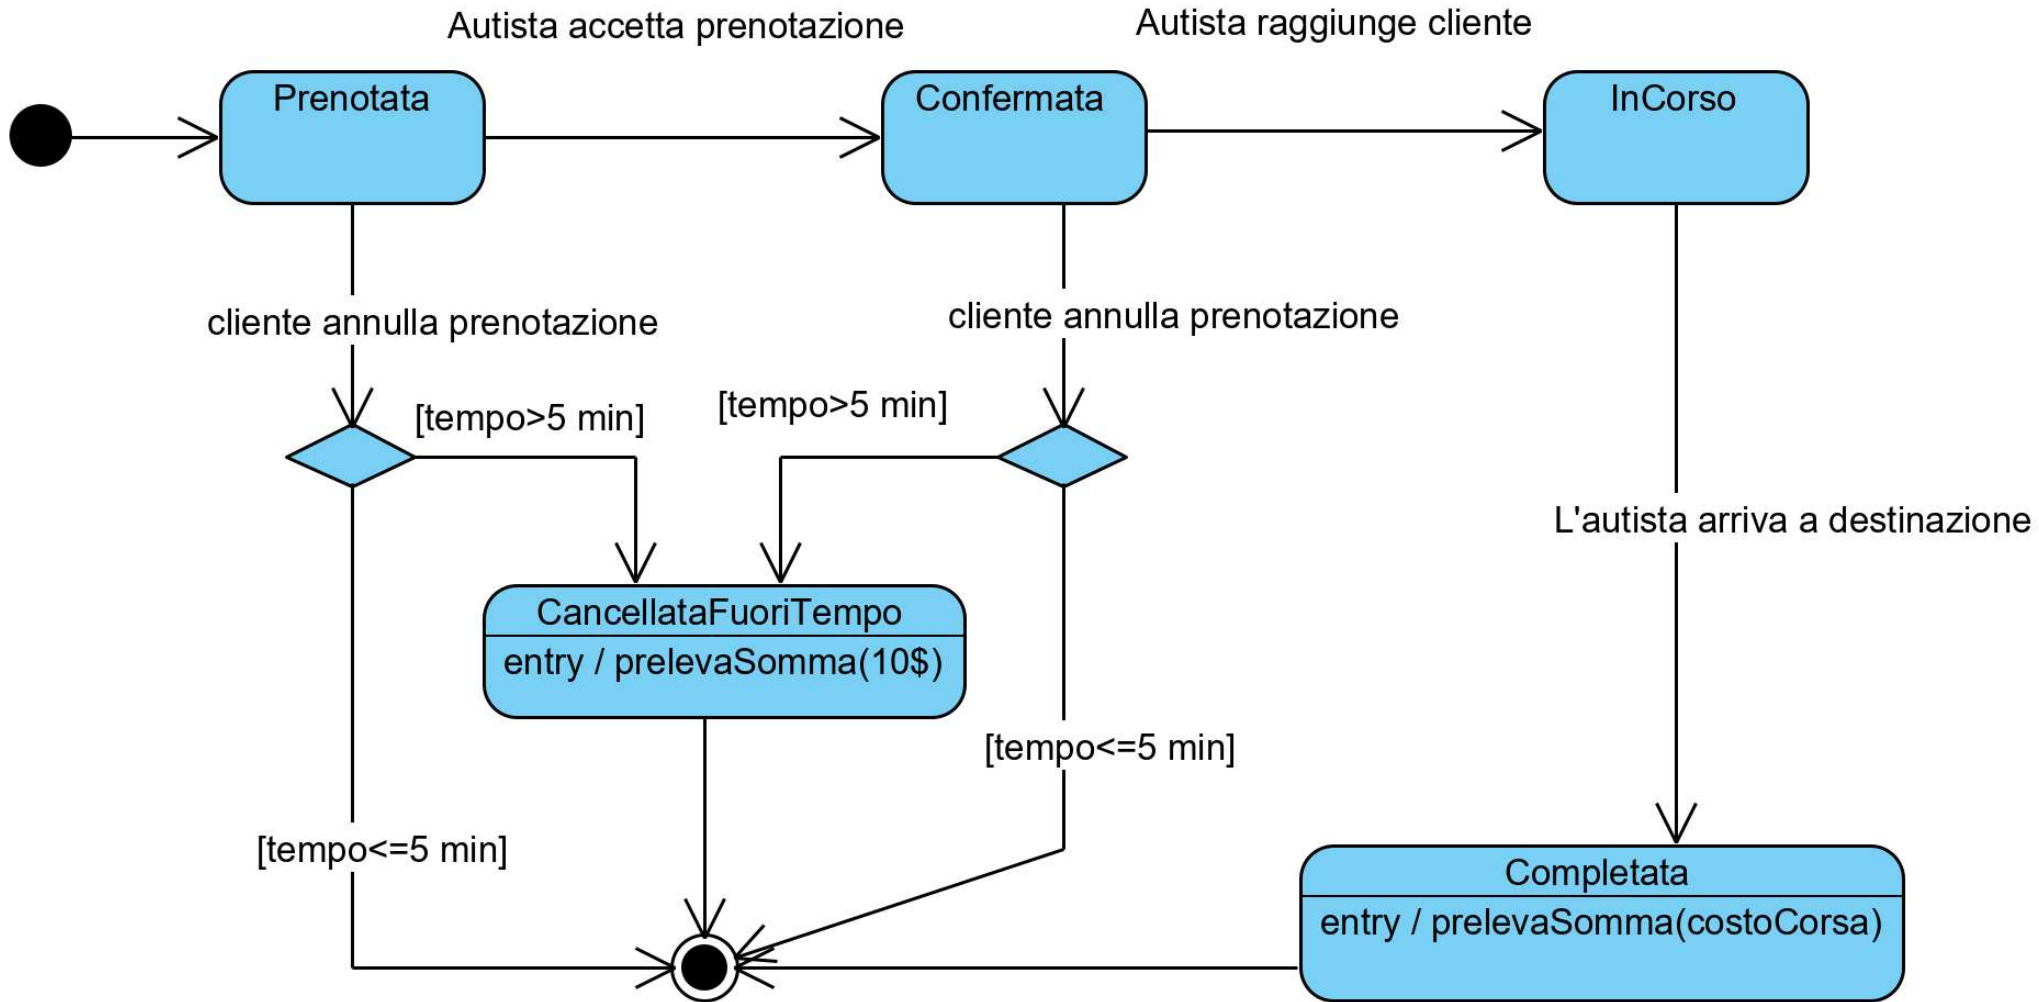 Autista accetta prenotazione
Autista raggiunge cliente
Prenotata
Confermata
InCorso
cliente annulla prenotazione
cliente annulla prenotazione
[tempo>5 min]
[tempo>5 min]
L'autista arriva a destinazione
CancellataFuoriTempo
entry / prelevaSomma(10$)
[tempo<=5 min]
[tempo<=5 min]
Completata
entry / prelevaSomma(costoCorsa)